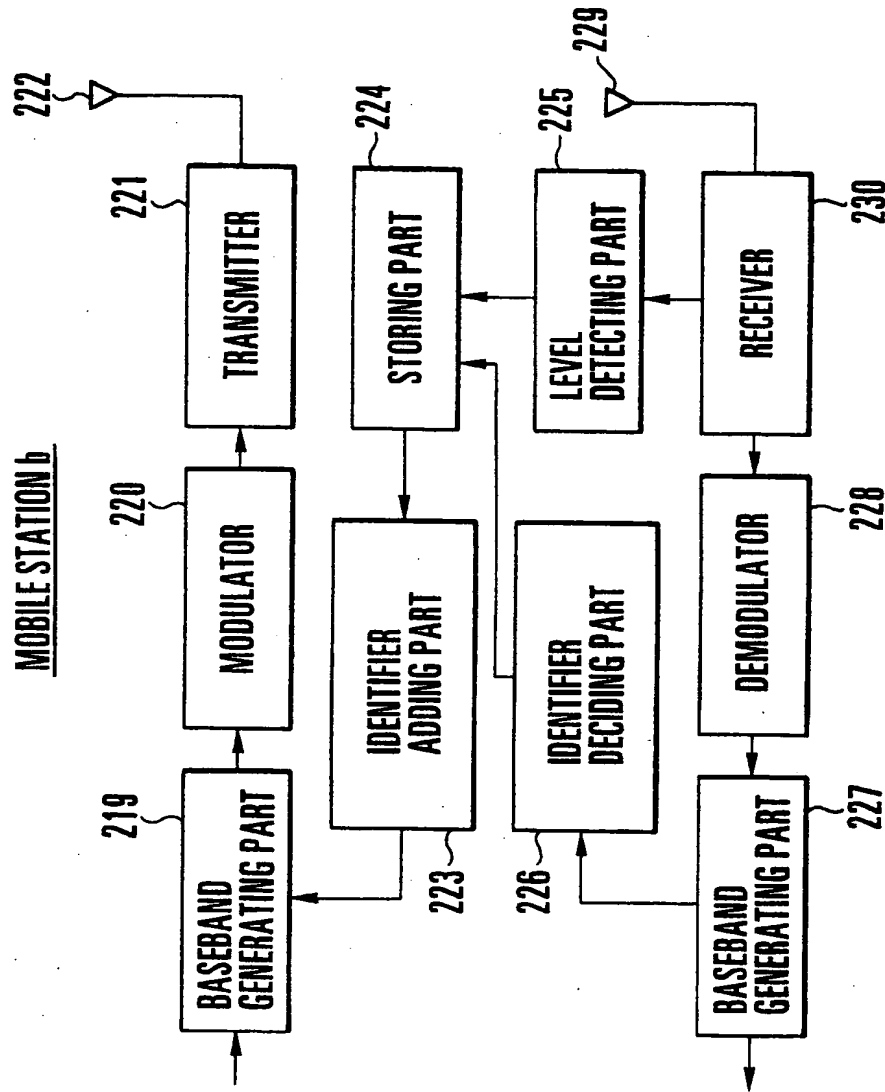 MOBILE STATION b
219
220
221
222
BASEBAND
GENERATING PART
MODULATOR
TRANSMITTER
223
224
IDENTIFIER
ADDING PART
STORING PART
226
225
IDENTIFIER
DECIDING PART
LEVEL
DETECTING PART
229
BASEBAND
GENERATING PART
DEMODULATOR
RECEIVER
227
228
230